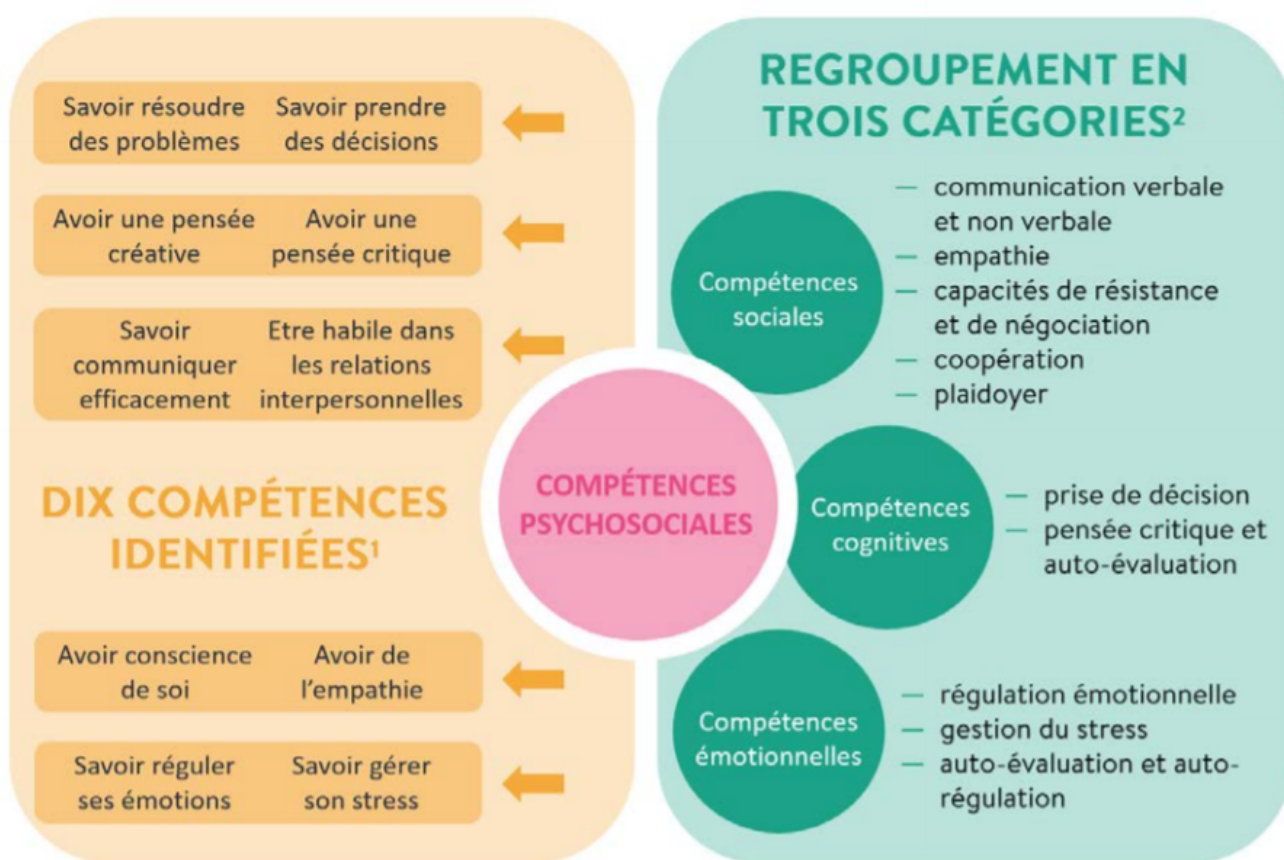 Savoir résoudre
des problèmes
Savoir prendre
des décisions
Avoir une pensée
créative
Avoir une
pensée critique
Savoir
communiquer
efficacement
Etre habile dans
les relations
interpersonnelles
DIX COMPÉTENCES
IDENTIFIÉES¹
Avoir conscience
de soi
Avoir de
l'empathie
Savoir réguler
ses émotions
Savoir gérer
son stress
COMPÉTENCES
PSYCHOSOCIALES
REGROUPEMENT EN
TROIS CATÉGORIES²
Compétences
sociales
— communication verbale
et non verbale
— empathie
— capacités de résistance
et de négociation
— coopération
— plaidoyer
Compétences
cognitives
— prise de décision
— pensée critique et
auto-évaluation
Compétences
émotionnelles
— régulation émotionnelle
— gestion du stress
— auto-évaluation et auto-
régulation